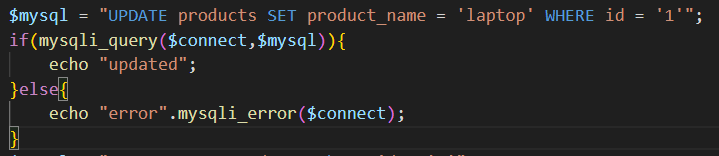 $mysql = "UPDATE products SET product_name = 'laptop' WHERE id = '1'";
if(mysqli_query($connect,$mysql)){
    echo "updated";
}else{
    echo "error".mysqli_error($connect);
}